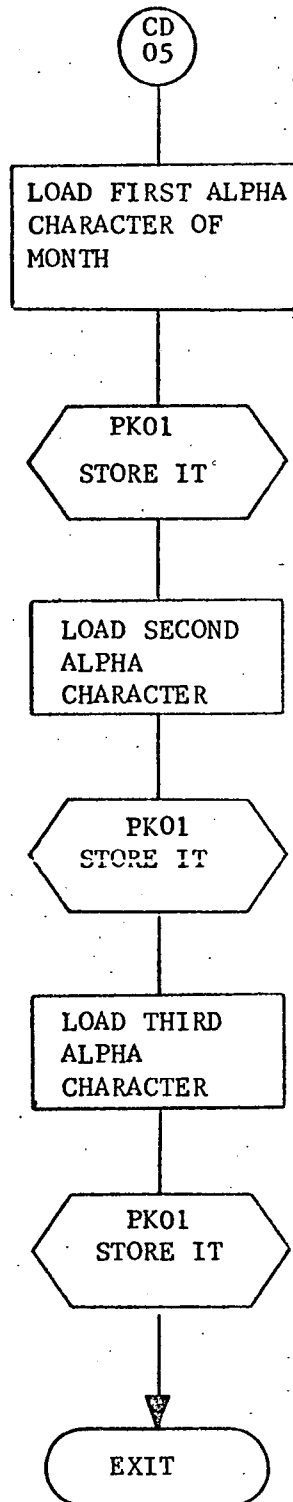 CD
05
LOAD FIRST ALPHA
CHARACTER OF
MONTH
PK01
STORE IT
LOAD SECOND
ALPHA
CHARACTER
PK01
STORE IT
LOAD THIRD
ALPHA
CHARACTER
PK01
STORE IT
EXIT